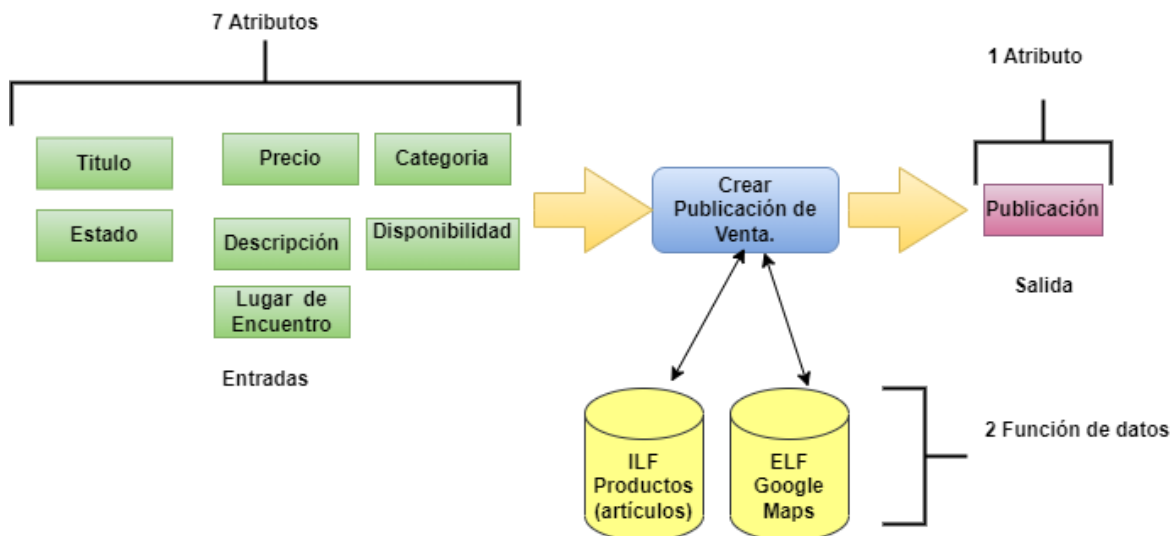 7 Atributos
1 Atributo
Titulo
Precio
Categoria
Estado
Descripción
Disponibilidad
Lugar de
Encuentro
Entradas
Crear
Publicación de
Venta.
Publicación
Salida
ILF
Productos
(artículos)
ELF
Google
Maps
2 Función de datos